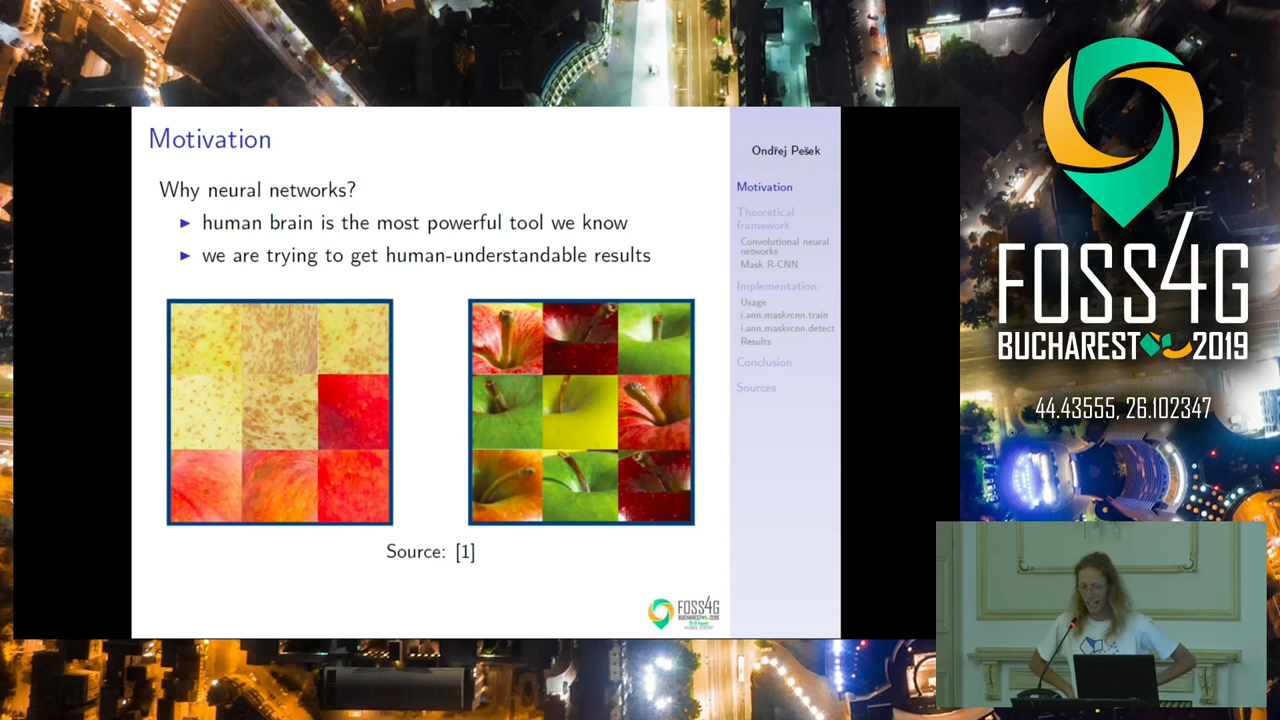 Motivation
Why neural networks?
► human brain is the most powerful tool we know
► we are trying to get human-understandable results
Source: [1]
FOSS4G
BUCHAREST 2019
Ondřej Pešek
Motivation
Theoretical
framework
Convolutional neural
networks
Mask R-CNN
Implementation
Usage
i.ann.maskrcnn.train
i.ann.maskrcnn.detect
Results
Conclusion
Sources
FOSS4G
BUCHAREST 2019
44.43555, 26.102347